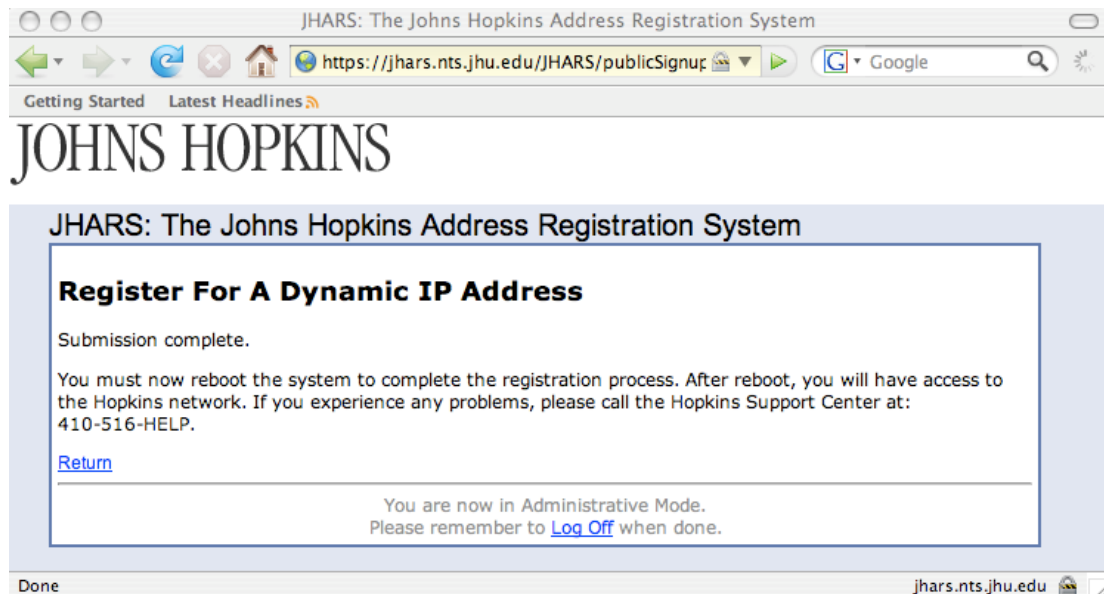 JHARS: The Johns Hopkins Address Registration System
https://jhars.nts.jhu.edu/JHARS/publicSignup
G
Google
Getting Started Latest Headlines
JOHNS HOPKINS
JHARS: The Johns Hopkins Address Registration System
Register For A Dynamic IP Address
Submission complete.
You must now reboot the system to complete the registration process. After reboot, you will have access to
the Hopkins network. If you experience any problems, please call the Hopkins Support Center at:
410-516-HELP.
Return
You are now in Administrative Mode.
Please remember to Log Off when done.
Done jhars.nts.jhu.edu